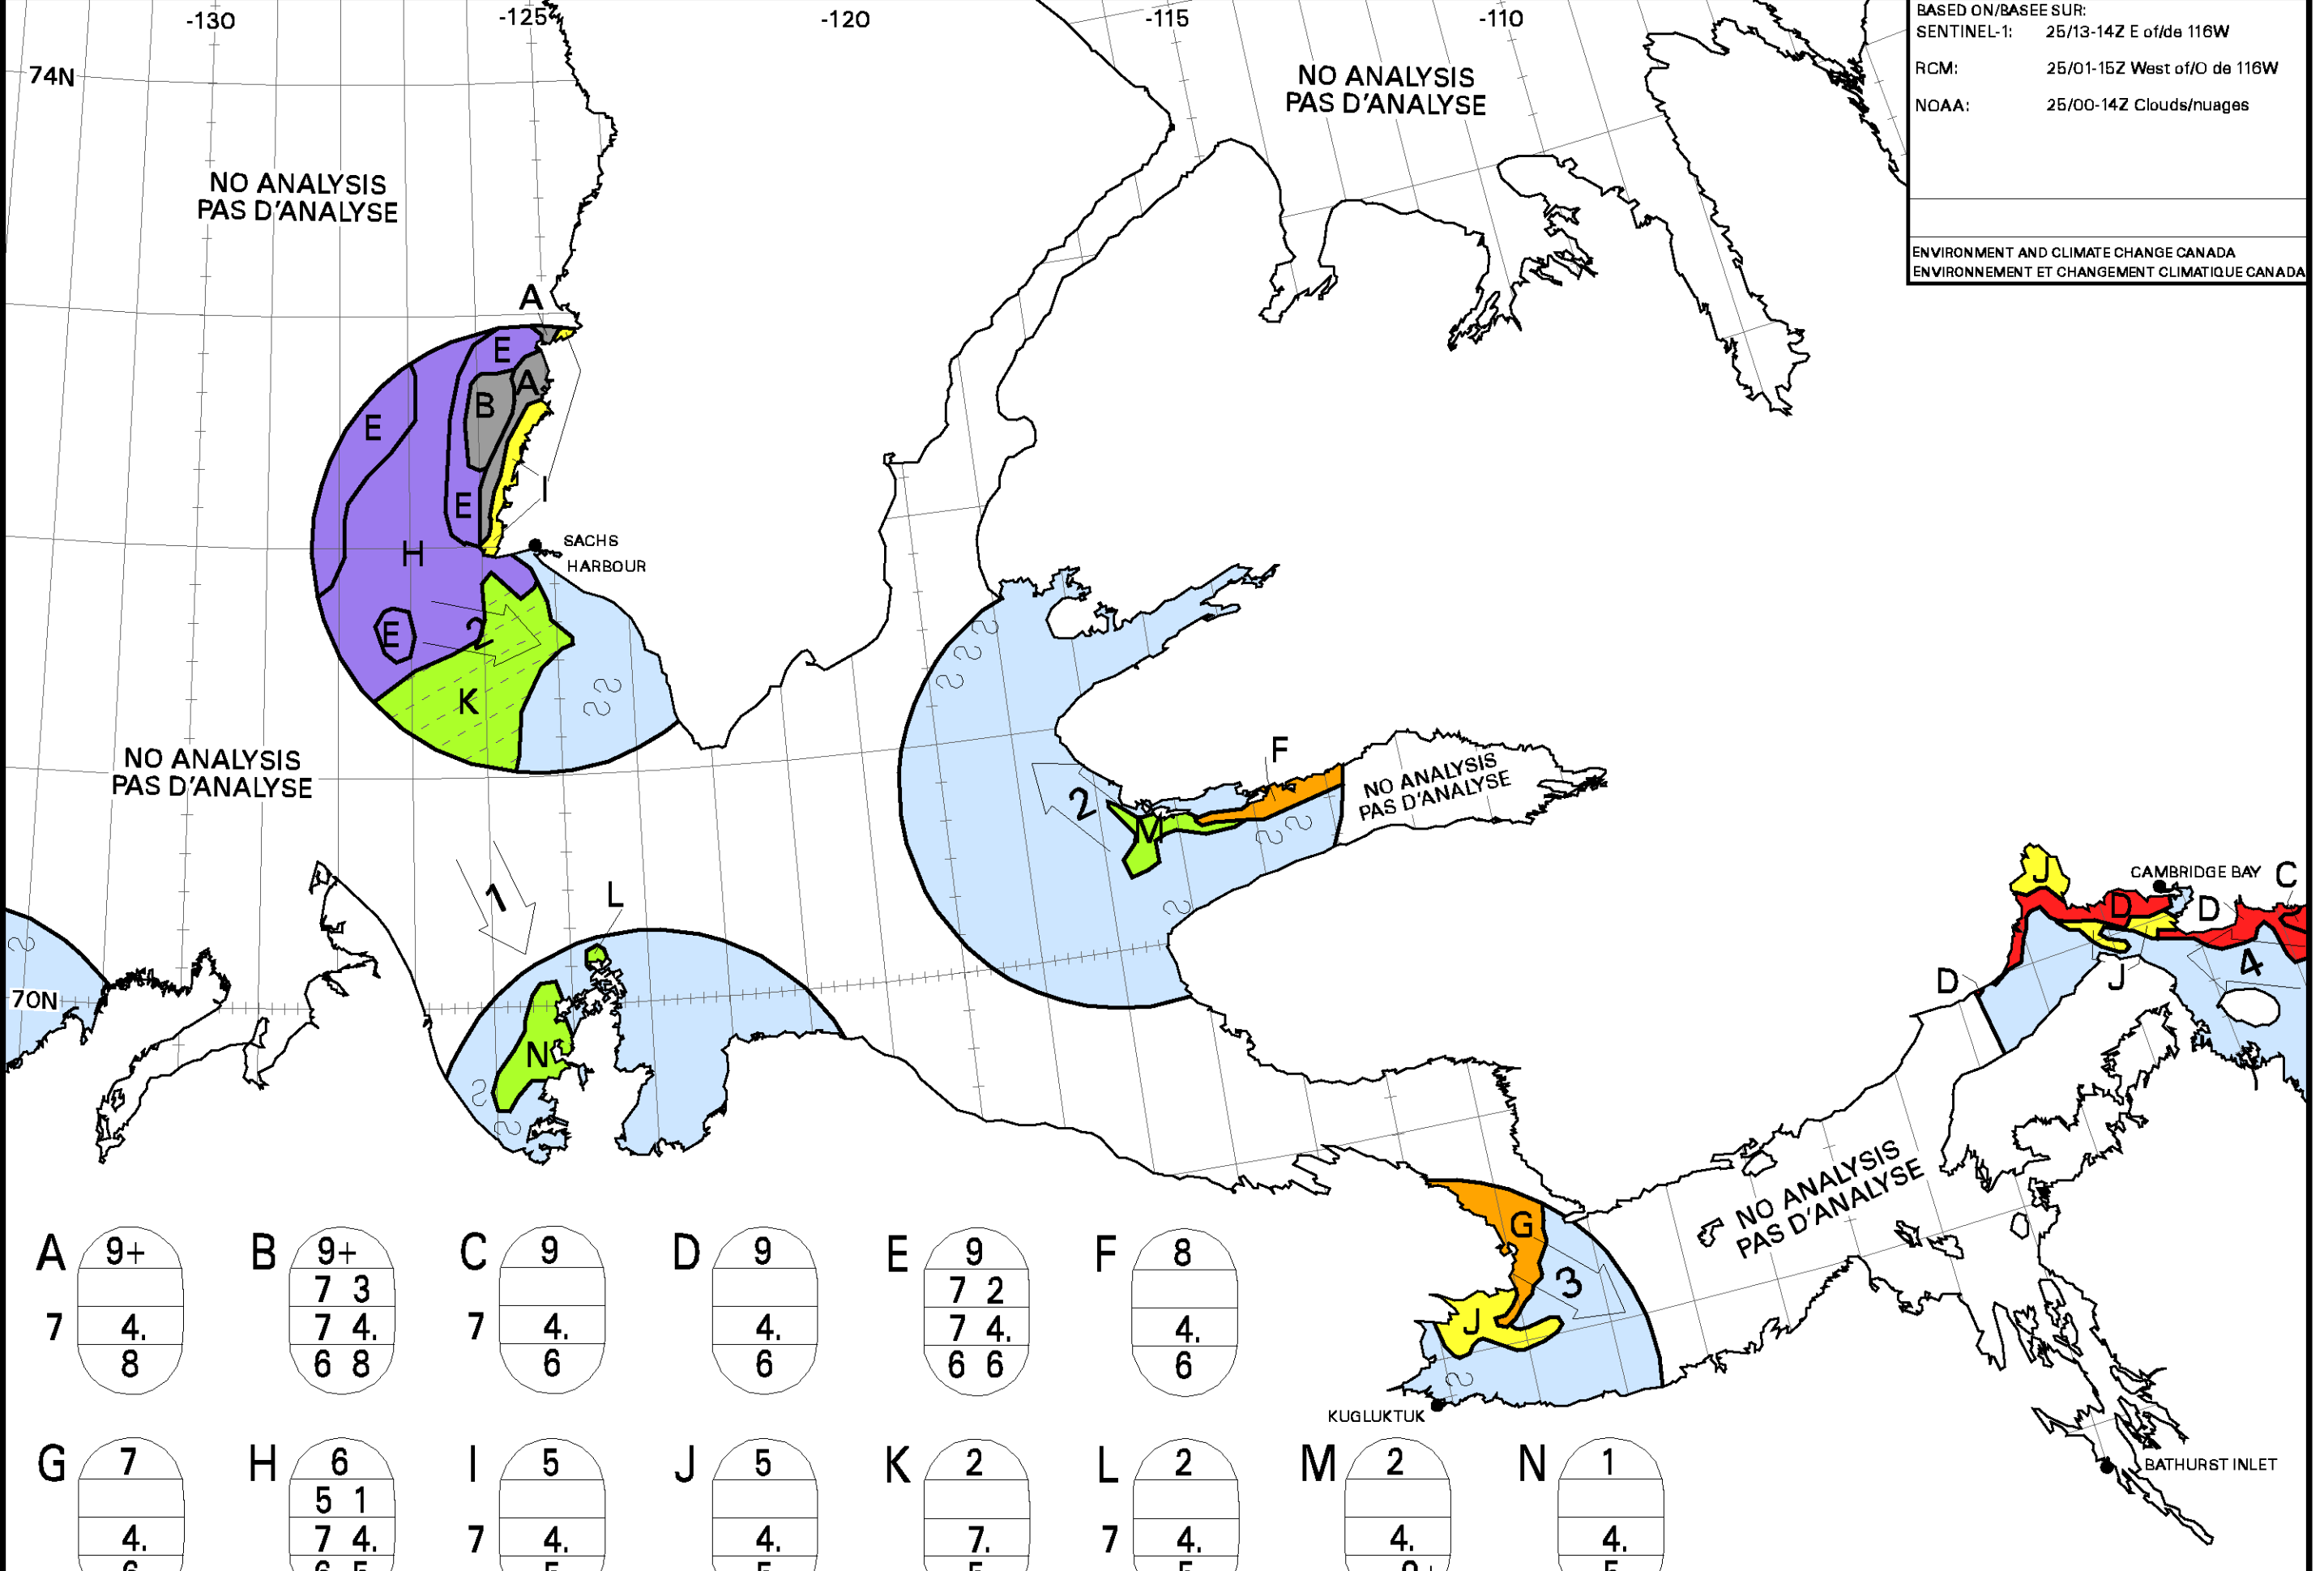 -130
-125
-120
-115
-110
BASED ON/BASEE SUR:
SENTINEL-1: 25/13-14Z E of/de 116W
RCM: 25/01-15Z West of/O de 116W
NOAA: 25/00-14Z Clouds/nuages
ENVIRONMENT AND CLIMATE CHANGE CANADA
ENVIRONNEMENT ET CHANGEMENT CLIMATIQUE CANADA
74N
NO ANALYSIS
PAS D'ANALYSE
NO ANALYSIS
PAS D'ANALYSE
A
E
A
B
E
E
I
H
SACHS
HARBOUR
E
2
K
NO ANALYSIS
PAS D'ANALYSE
F
NO ANALYSIS
PAS D'ANALYSE
2
M
1
L
J
CAMBRIDGE BAY
C
D
D
4
D
J
70N
N
NO ANALYSIS
PAS D'ANALYSE
G
3
J
KUGLUKTUK
BATHURST INLET
A 9+
7 4.
8
B 9+
7 3
7 4.
6 8
C 9
7 4.
6
D 9
4.
6
E 9
7 2
7 4.
6 6
F 8
4.
6
G 7
4.
H 6
5 1
7 4.
I 5
7 4.
J 5
4.
K 2
7.
L 2
7 4.
M 2
4.
N 1
4.